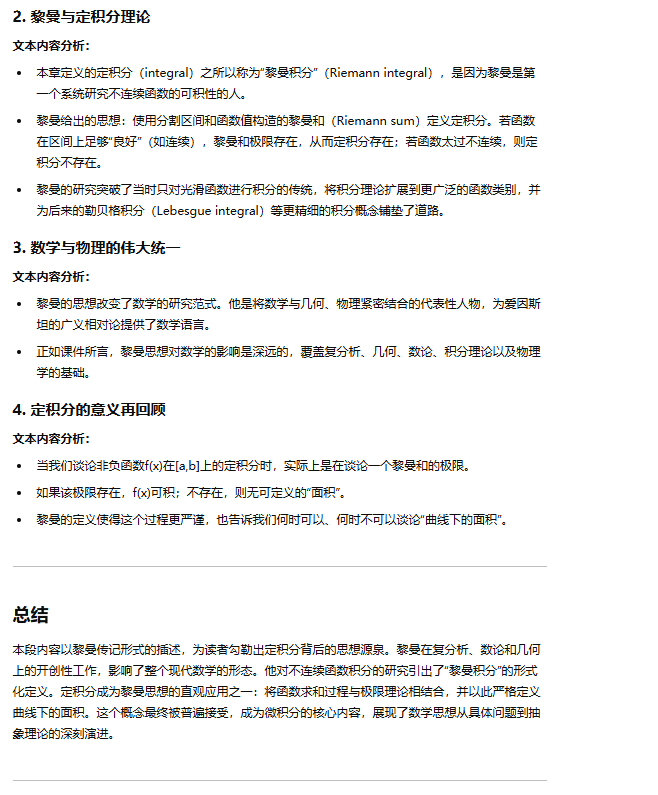 2. 黎曼与定积分理论
文本内容分析：
本章定义的定积分（integral）之所以称为“黎曼积分”（Riemann integral），是因为黎曼是第
一个系统研究不连续函数的可积性的人。
黎曼给出的思想：使用分割区间和函数值构造的黎曼和（Riemann sum）定义定积分。若函数
在区间上足够“良好”（如连续），黎曼和极限存在，从而定积分存在；若函数太过不连续，则定
积分不存在。
黎曼的研究突破了当时只对光滑函数进行积分的传统，将积分理论扩展到更广泛的函数类别，并
为后来的勒贝格积分（Lebesgue integral）等更精细的积分概念铺垫了道路。
3. 数学与物理的伟大统一
文本内容分析：
黎曼的思想改变了数学的研究范式。他是将数学与几何、物理紧密结合的代表性人物，为爱因斯
坦的广义相对论提供了数学语言。
正如课件所言，黎曼思想对数学的影响是深远的，覆盖复分析、几何、数论、积分理论以及物理
学的基础。
4. 定积分的意义再回顾
文本内容分析：
当我们谈论非负函数f(x)在[a,b]上的定积分时，实际上是在谈论一个黎曼和的极限。
如果该极限存在，f(x)可积；不存在，则无可定义的“面积”。
黎曼的定义使得这个过程更严谨，也告诉我们何时可以、何时不可以谈论“曲线下的面积”。
总结
本段内容以黎曼传记形式的插述，为读者勾勒出定积分背后的思想源泉。黎曼在复分析、数论和几何
上的开创性工作，影响了整个现代数学的形态。他对不连续函数积分的研究引出了“黎曼积分”的形式
化定义。定积分成为黎曼思想的直观应用之一：将函数求和过程与极限理论相结合，并以此严格定义
曲线下的面积。这个概念最终被普遍接受，成为微积分的核心内容，展现了数学思想从具体问题到抽
象理论的深刻演进。